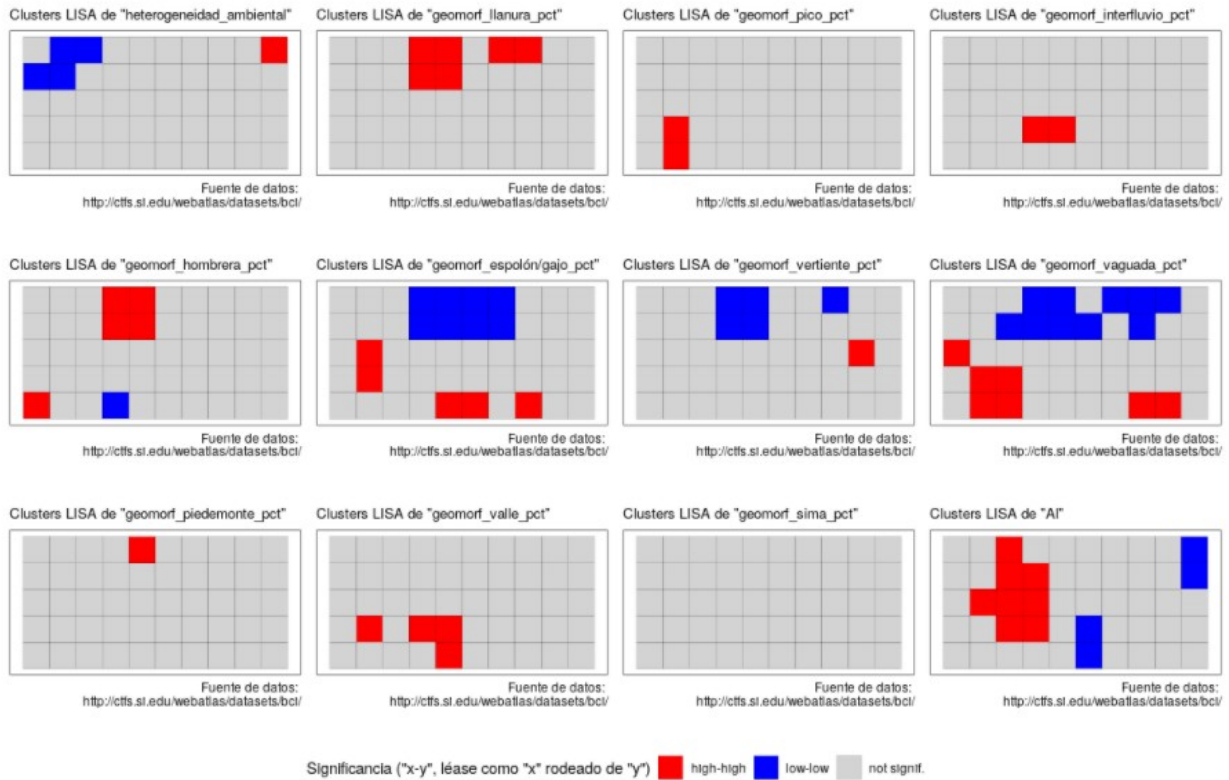 Clusters LISA de "heterogeneidad_ambiental"
Fuente de datos:
http://ctfs.si.edu/webatlas/datasets/bci/
Clusters LISA de "geomorf_llanura_pct"
Fuente de datos:
http://ctfs.si.edu/webatlas/datasets/bci/
Clusters LISA de "geomorf_pico_pct"
Fuente de datos:
http://ctfs.si.edu/webatlas/datasets/bci/
Clusters LISA de "geomorf_interfluvio_pct"
Fuente de datos:
http://ctfs.si.edu/webatlas/datasets/bci/
Clusters LISA de "geomorf_hombrera_pct"
Fuente de datos:
http://ctfs.si.edu/webatlas/datasets/bci/
Clusters LISA de "geomorf_espolón/gajo_pct"
Fuente de datos:
http://ctfs.si.edu/webatlas/datasets/bci/
Clusters LISA de "geomorf_vertiente_pct"
Fuente de datos:
http://ctfs.si.edu/webatlas/datasets/bci/
Clusters LISA de "geomorf_vaguada_pct"
Fuente de datos:
http://ctfs.si.edu/webatlas/datasets/bci/
Clusters LISA de "geomorf_piedemonte_pct"
Fuente de datos:
http://ctfs.si.edu/webatlas/datasets/bci/
Clusters LISA de "geomorf_valle_pct"
Fuente de datos:
http://ctfs.si.edu/webatlas/datasets/bci/
Clusters LISA de "geomorf_sima_pct"
Fuente de datos:
http://ctfs.si.edu/webatlas/datasets/bci/
Clusters LISA de "Al"
Fuente de datos:
http://ctfs.si.edu/webatlas/datasets/bci/
Significancia ("x-y", léase como "x" rodeado de "y") high-high low-low not signif.